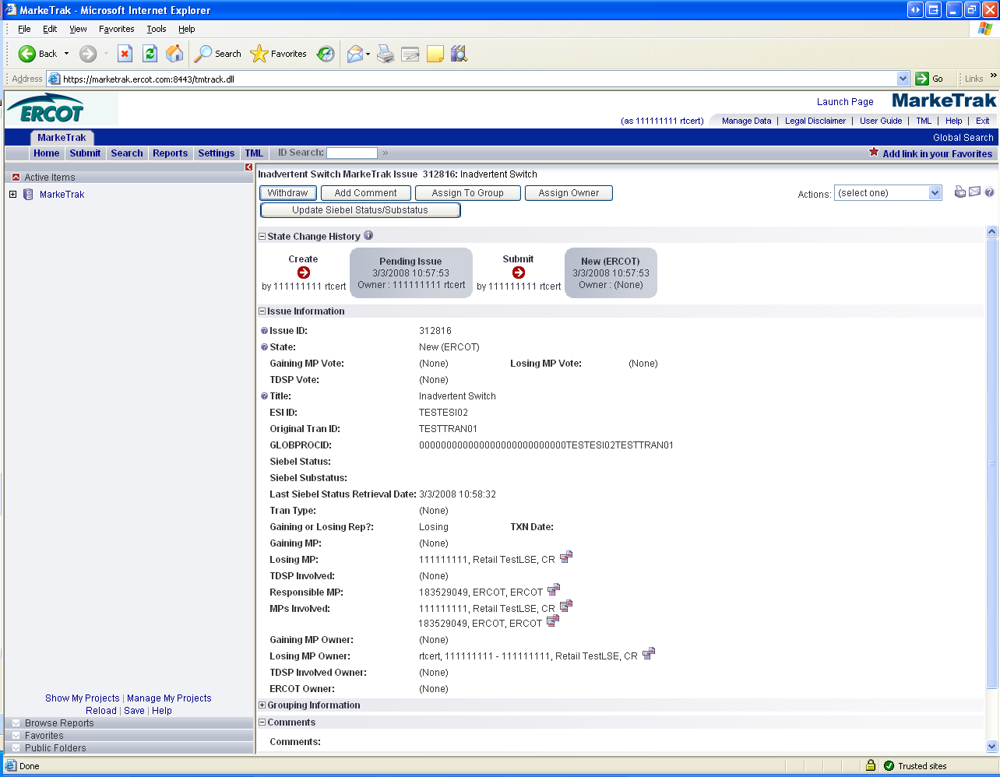 MarkeTrak - Microsoft Internet Explorer
File Edit View Favorites Tools Help
Back Search Favorites
Address https://marketrak.ercot.com:8443/tmtrack.dll Go Links »
ERCOT
Launch Page MarkeTrak
(as 111111111 rtcert) Manage Data | Legal Disclaimer | User Guide | TML | Help | Exit
MarkeTrak Global Search
Home Submit Search Reports Settings TML ID Search: » Add link in your Favorites
Active Items
MarkeTrak
Show My Projects | Manage My Projects
Reload | Save | Help
Browse Reports
Favorites
Public Folders
Inadvertent Switch MarkeTrak Issue 312816: Inadvertent Switch
Withdraw Add Comment Assign To Group Assign Owner Actions: (select one)
Update Siebel Status/Substatus
State Change History
Create
by 111111111 rtcert
Pending Issue
3/3/2008 10:57:53
Owner : 111111111 rtcert
Submit
by 111111111 rtcert
New (ERCOT)
3/3/2008 10:57:53
Owner : (None)
Issue Information
Issue ID: 312816
State: New (ERCOT)
Gaining MP Vote: (None) Losing MP Vote: (None)
TDSP Vote: (None)
Title: Inadvertent Switch
ESI ID: TESTESI02
Original Tran ID: TESTTRAN01
GLOBPROCID: 000000000000000000000000000TESTESI02TESTTRAN01
Siebel Status:
Siebel Substatus:
Last Siebel Status Retrieval Date: 3/3/2008 10:58:32
Tran Type: (None)
Gaining or Losing Rep?: Losing TXN Date:
Gaining MP: (None)
Losing MP: 111111111, Retail TestLSE, CR
TDSP Involved: (None)
Responsible MP: 183529049, ERCOT, ERCOT
MPs Involved: 111111111, Retail TestLSE, CR
183529049, ERCOT, ERCOT
Gaining MP Owner: (None)
Losing MP Owner: rtcert, 111111111 - 111111111, Retail TestLSE, CR
TDSP Involved Owner: (None)
ERCOT Owner: (None)
Grouping Information
Comments
Comments:
Done Trusted sites